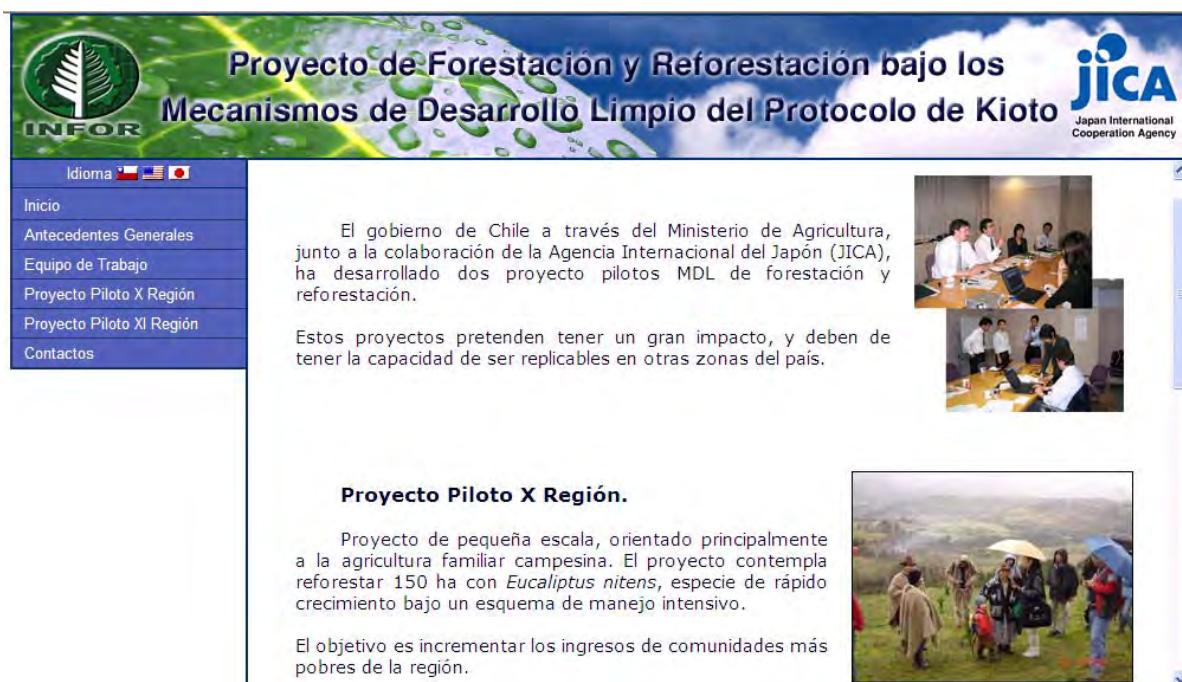 Proyecto de Forestación y Reforestación bajo los
Mecanismos de Desarrollo Limpio del Protocolo de Kioto
INFOR
JICA
Japan International
Cooperation Agency
Idioma
Inicio
Antecedentes Generales
Equipo de Trabajo
Proyecto Piloto X Región
Proyecto Piloto XI Región
Contactos
El gobierno de Chile a través del Ministerio de Agricultura,
junto a la colaboración de la Agencia Internacional del Japón (JICA),
ha desarrollado dos proyecto pilotos MDL de forestación y
reforestación.
Estos proyectos pretenden tener un gran impacto, y deben de
tener la capacidad de ser replicables en otras zonas del país.
Proyecto Piloto X Región.
Proyecto de pequeña escala, orientado principalmente
a la agricultura familiar campesina. El proyecto contempla
reforestar 150 ha con Eucaliptus nitens, especie de rápido
crecimiento bajo un esquema de manejo intensivo.
El objetivo es incrementar los ingresos de comunidades más
pobres de la región.